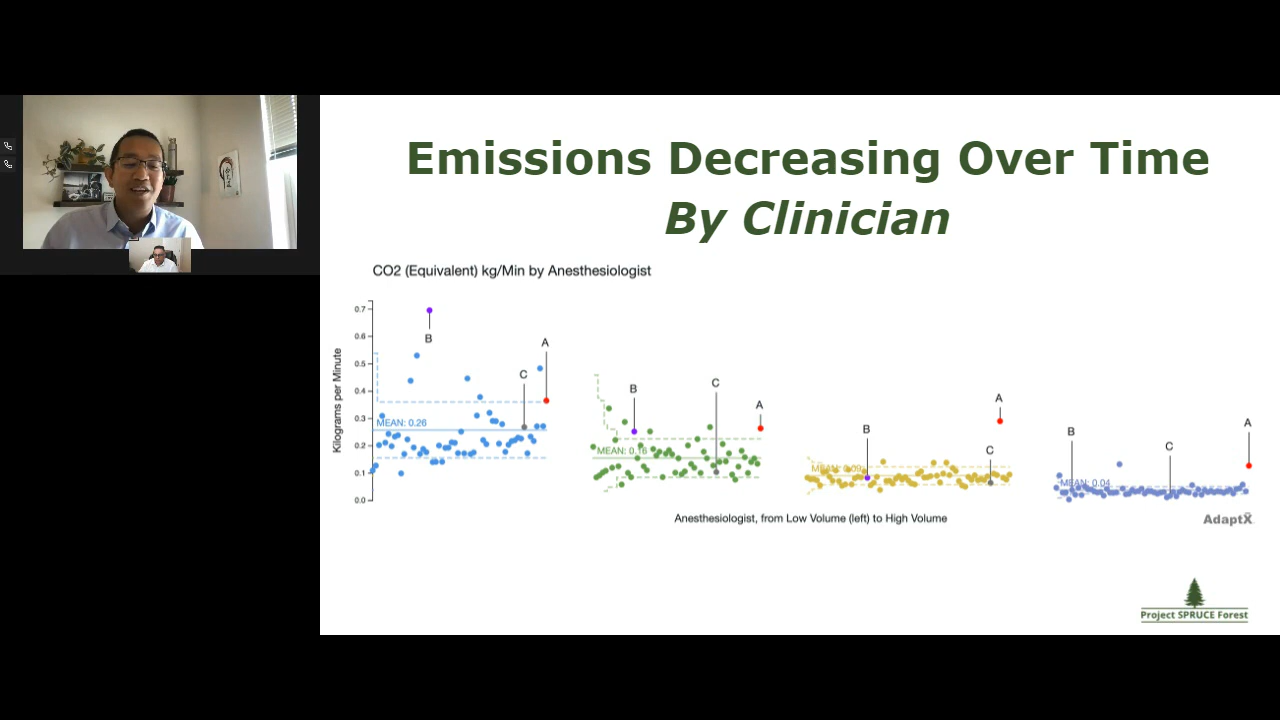 Emissions Decreasing Over Time
By Clinician
CO2 (Equivalent) kg/Min by Anesthesiologist
Kilograms per Minute
0.7
0.6
0.5
0.4
0.3
0.2
0.1
0.0
B
A
C
MEAN: 0.26
B
C
A
MEAN: 0.16
B
A
C
MEAN: 0.09
B
C
A
MEAN: 0.04
Anesthesiologist, from Low Volume (left) to High Volume
AdaptX
Project SPRUCE Forest